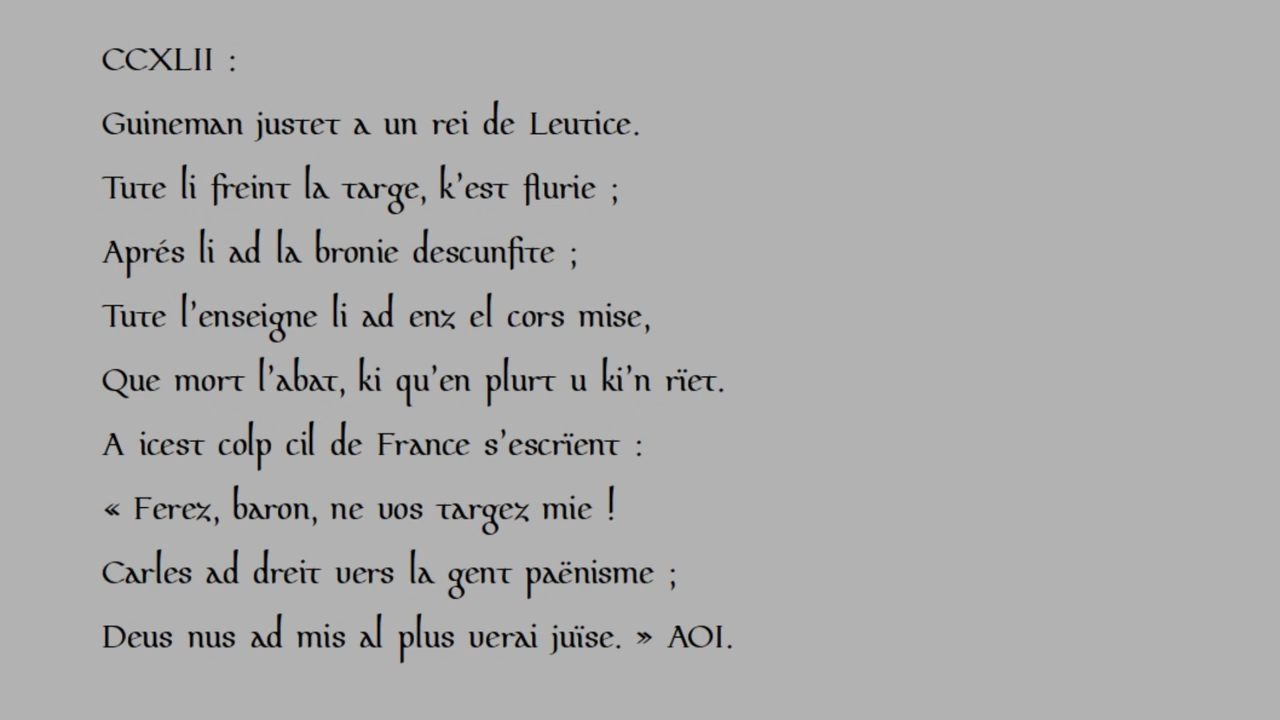 CCXLII :
Guineman justet a un rei de Leutice.
Tute li freint la targe, k’est flurie ;
Aprés li ad la bronie descunfite ;
Tute l’enseigne li ad enz el cors mise,
Que mort l’abat, ki qu’en plurt u ki’n rïet.
A icest colp cil de France s’escrïent :
« Ferez, baron, ne vos targez mie !
Carles ad dreit vers la gent paënisme ;
Deus nus ad mis al plus verai juïse. » AOI.